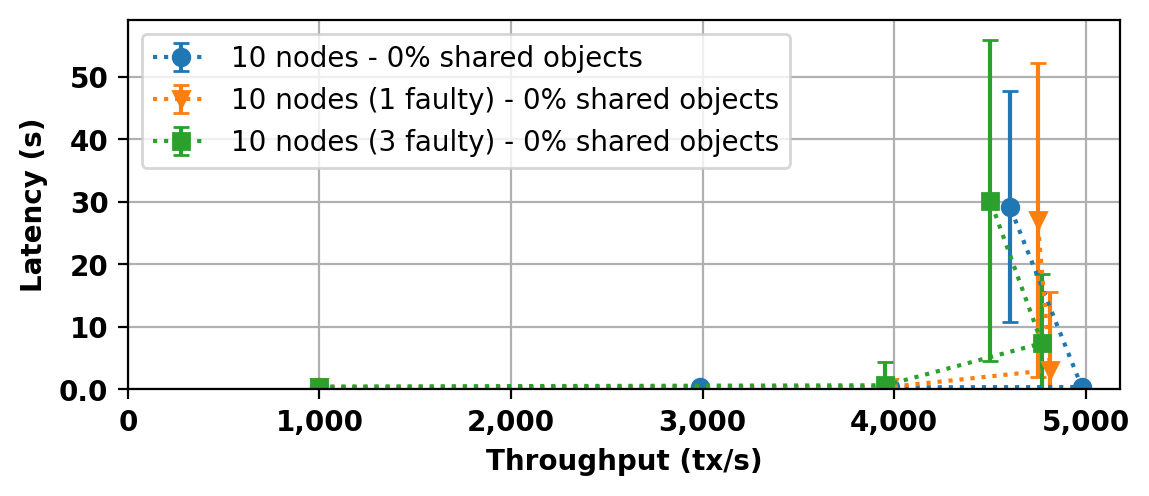 10 nodes - 0% shared objects
10 nodes (1 faulty) - 0% shared objects
10 nodes (3 faulty) - 0% shared objects
Latency (s)
50
40
30
20
10
0.0
0 1,000 2,000 3,000 4,000 5,000
Throughput (tx/s)